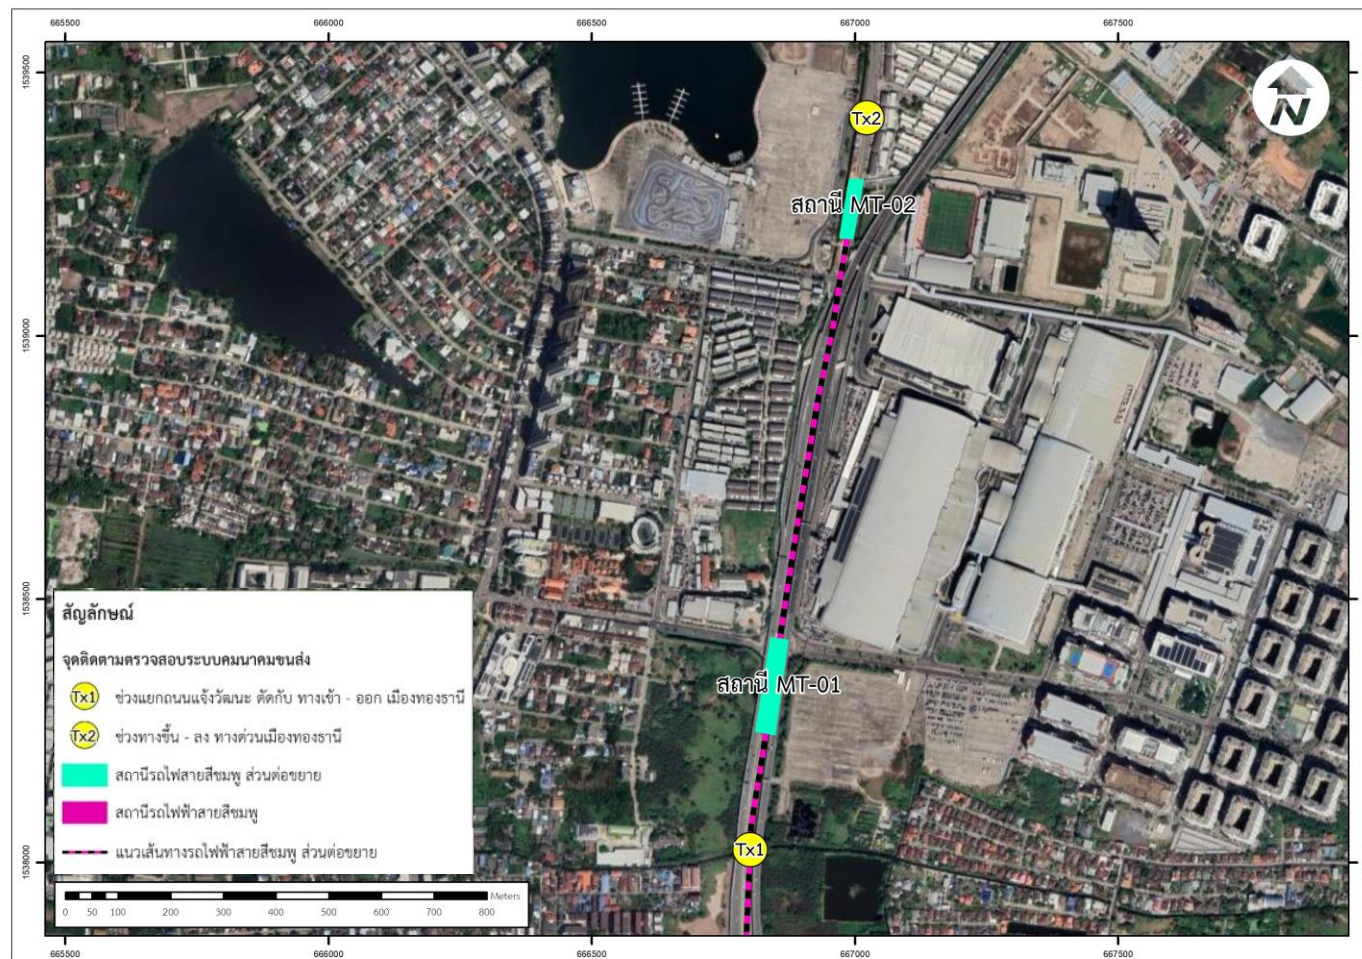 665500 666000 666500 667000 667500
1539500
1539000
1538500
1538000
N
Tx2
สถานี MT-02
สถานี MT-01
Tx1
สัญลักษณ์
จุดติดตามตรวจสอบระบบคมนาคมขนส่ง
Tx1 ช่วงแยกถนนแจ้งวัฒนะ ตัดกับ ทางเข้า - ออก เมืองทองธานี
Tx2 ช่วงทางขึ้น - ลง ทางด่วนเมืองทองธานี
สถานีรถไฟสายสีชมพู ส่วนต่อขยาย
สถานีรถไฟฟ้าสายสีชมพู
แนวเส้นทางรถไฟฟ้าสายสีชมพู ส่วนต่อขยาย
Meters
0 50 100 200 300 400 500 600 700 800
665500 666000 666500 667000 667500